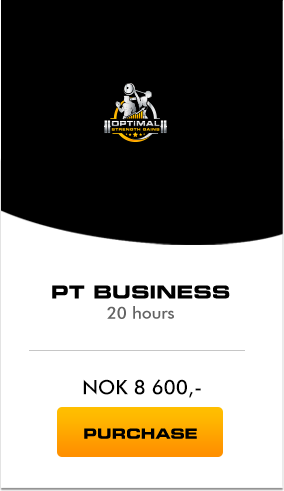 OPTIMAL
STRENGTH GAINS
PT BUSINESS
20 hours
NOK 8 600,-
PURCHASE